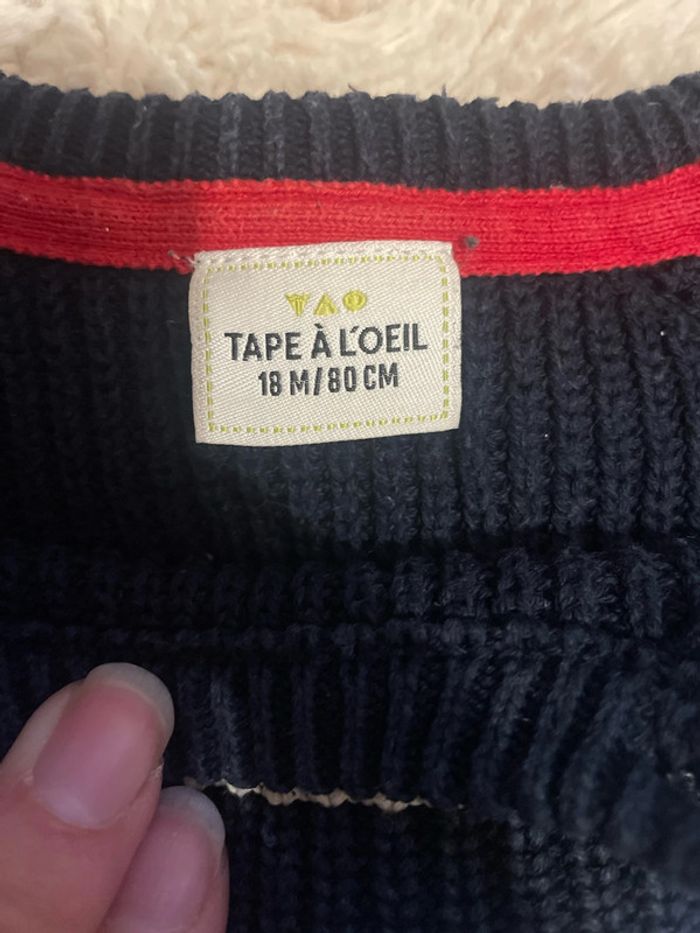 TAO
TAPE À L'OEIL
18 M/80 CM